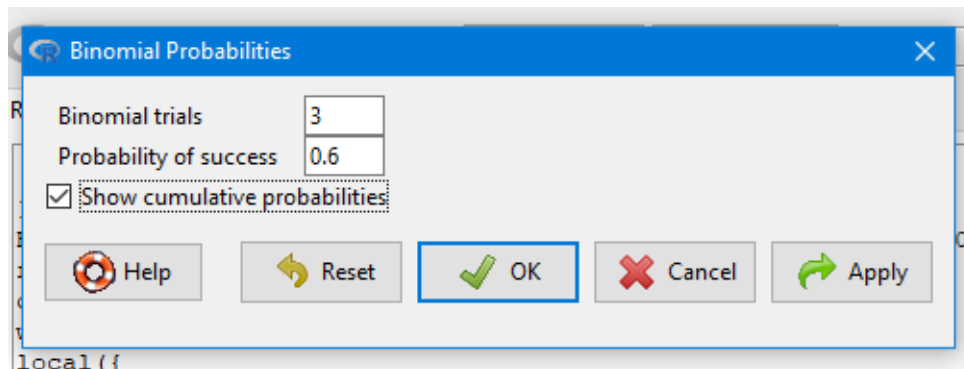 Binomial Probabilities
R
Binomial trials 3
Probability of success 0.6
Show cumulative probabilities
Help Reset OK Cancel Apply
local({